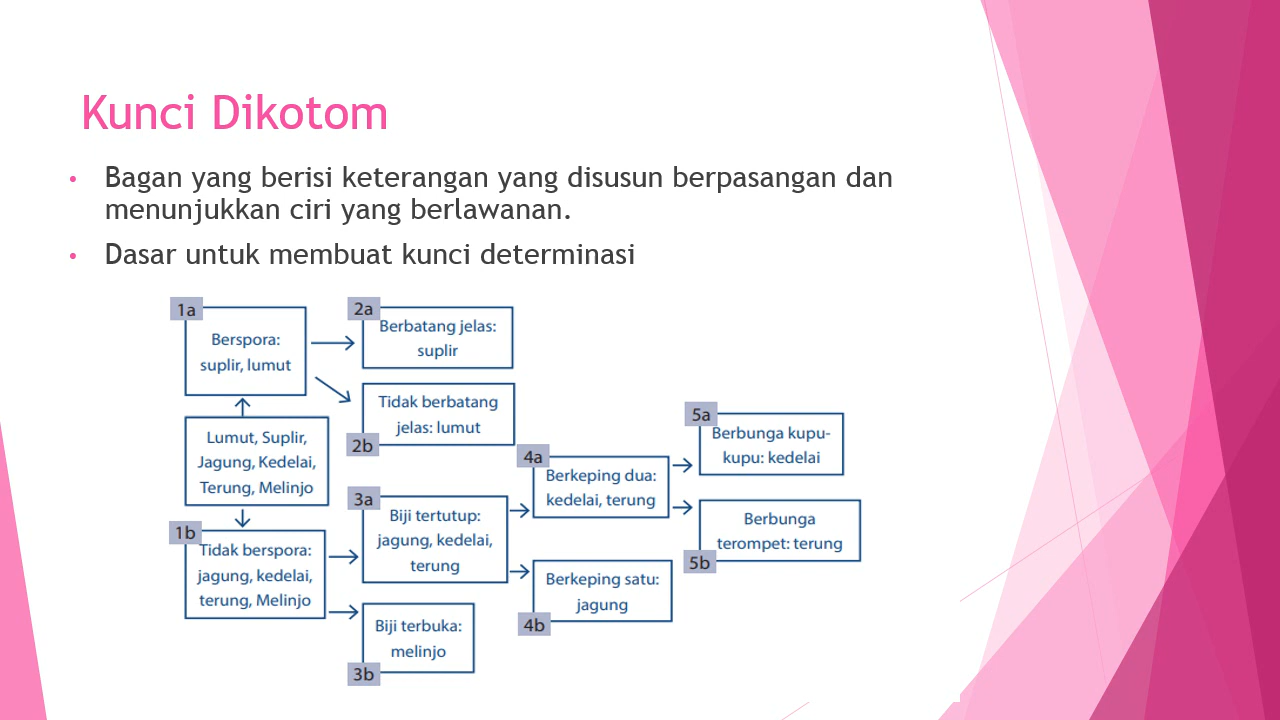 Kunci Dikotom
• Bagan yang berisi keterangan yang disusun berpasangan dan
menunjukkan ciri yang berlawanan.
• Dasar untuk membuat kunci determinasi
1a
Berspora:
suplir, lumut
2a
Berbatang jelas:
suplir
Tidak berbatang
jelas: lumut
2b
Lumut, Suplir,
Jagung, Kedelai,
Terung, Melinjo
1b
Tidak berspora:
jagung, kedelai,
terung, Melinjo
3a
Biji tertutup:
jagung, kedelai,
terung
Biji terbuka:
melinjo
3b
4a
Berkeping dua:
kedelai, terung
Berkeping satu:
jagung
4b
5a
Berbunga kupu-
kupu: kedelai
Berbunga
terompet: terung
5b